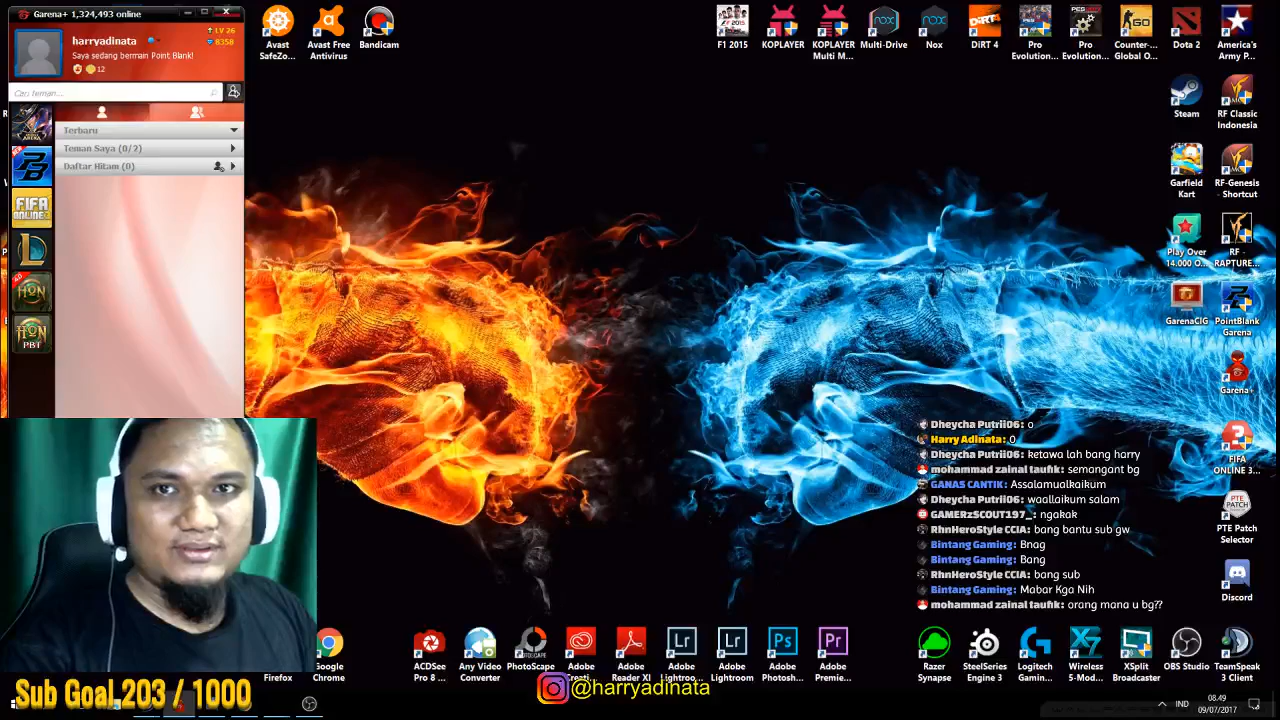 Garena+ 1,324,493 online
harryadinata
Saya sedang bermain Point Blank!
12
LV 26
8358
Cari teman...
Terbaru
Teman Saya (0/2)
Daftar Hitam (0)
ARENA
PB
FIFA ONLINE 3
L
HON
HON PBT
Avast SafeZo...
Avast Free Antivirus
Bandicam
F1 2015
KOPLAYER
KOPLAYER Multi M...
Multi-Drive
Nox
DiRT 4
Pro Evolution...
Pro Evolution...
Counter-... Global O...
Dota 2
America's Army P...
Steam
RF Classic Indonesia
Garfield Kart
RF-Genesis - Shortcut
Play Over 14.000 O...
RF - RAPTURE...
GarenaCIG
PointBlank Garena
Garena+
FIFA ONLINE 3...
PTE Patch Selector
Discord
Dheycha Putrii06: o
Harry Adinata: O
Dheycha Putrii06: ketawa lah bang harry
mohammad zainal taufik: semangant bg
GANAS CANTIK: Assalamualkaikum
Dheycha Putrii06: waallaikum salam
GAMERzSCOUT197_: ngakak
RhnHeroStyle CCIA: bang bantu sub gw
Bintang Gaming: Bnag
Bintang Gaming: Bang
RhnHeroStyle CCIA: bang sub
Bintang Gaming: Mabar Kga Nih
mohammad zainal taufik: orang mana u bg??
Firefox
Google Chrome
ACDSee Pro 8 ...
Any Video Converter
PhotoScape
Adobe Creati...
Adobe Reader XI
Adobe Lightroo...
Adobe Lightroom
Adobe Photosh...
Adobe Premie...
Razer Synapse
SteelSeries Engine 3
Logitech Gaming...
Wireless 5-Mod...
XSplit Broadcaster
OBS Studio
TeamSpeak 3 Client
Sub Goal 203 / 1000
@harryadinata
IND
08.49
09/07/2017